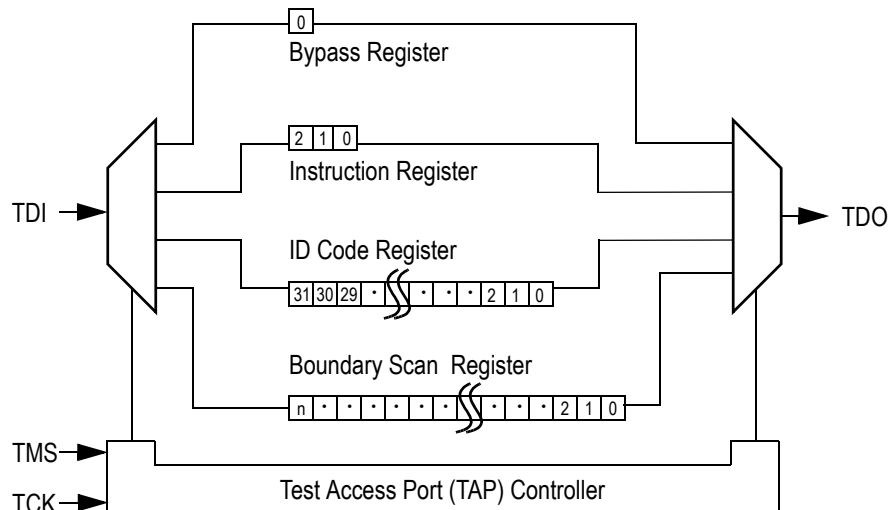 0
Bypass Register
2 1 0
Instruction Register
TDI
TDO
ID Code Register
31 30 29 · · · · 2 1 0
Boundary Scan Register
n · · · · · · · · · 2 1 0
TMS
TCK
Test Access Port (TAP) Controller